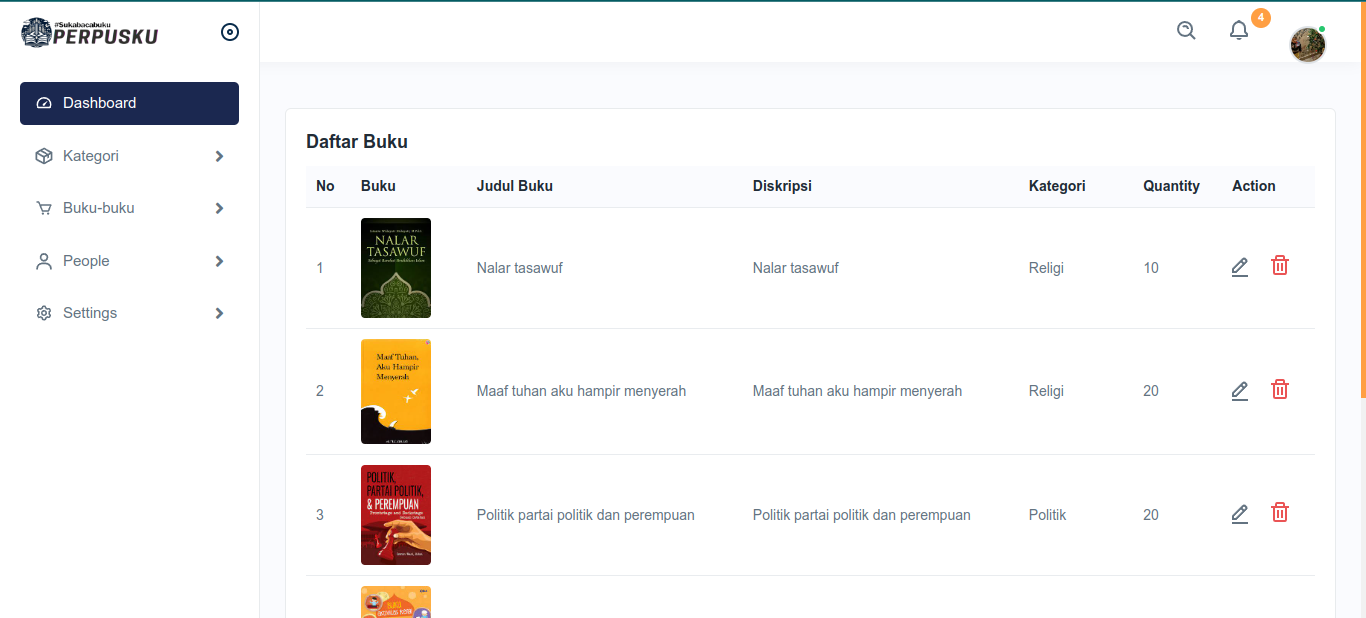 #Sukabacabuku
PERPUSKU
4
Dashboard
Kategori
Buku-buku
People
Settings
Daftar Buku
No Buku Judul Buku Diskripsi Kategori Quantity Action
NALAR
TASAWUF
1 Nalar tasawuf Nalar tasawuf Religi 10
Maaf Tuhan,
Aku Hampir
Menyerah
2 Maaf tuhan aku hampir menyerah Maaf tuhan aku hampir menyerah Religi 20
POLITIK,
PARTAI POLITIK,
& PEREMPUAN
3 Politik partai politik dan perempuan Politik partai politik dan perempuan Politik 20
BUKU